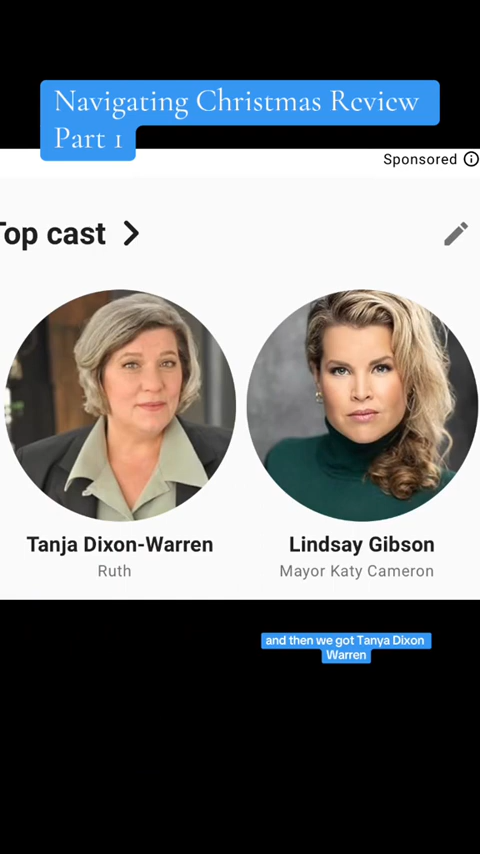 Navigating Christmas Review
Part 1
Sponsored
Top cast
Tanja Dixon-Warren
Lindsay Gibson
Ruth
Mayor Katy Cameron
and then we got Tanya Dixon
Warren